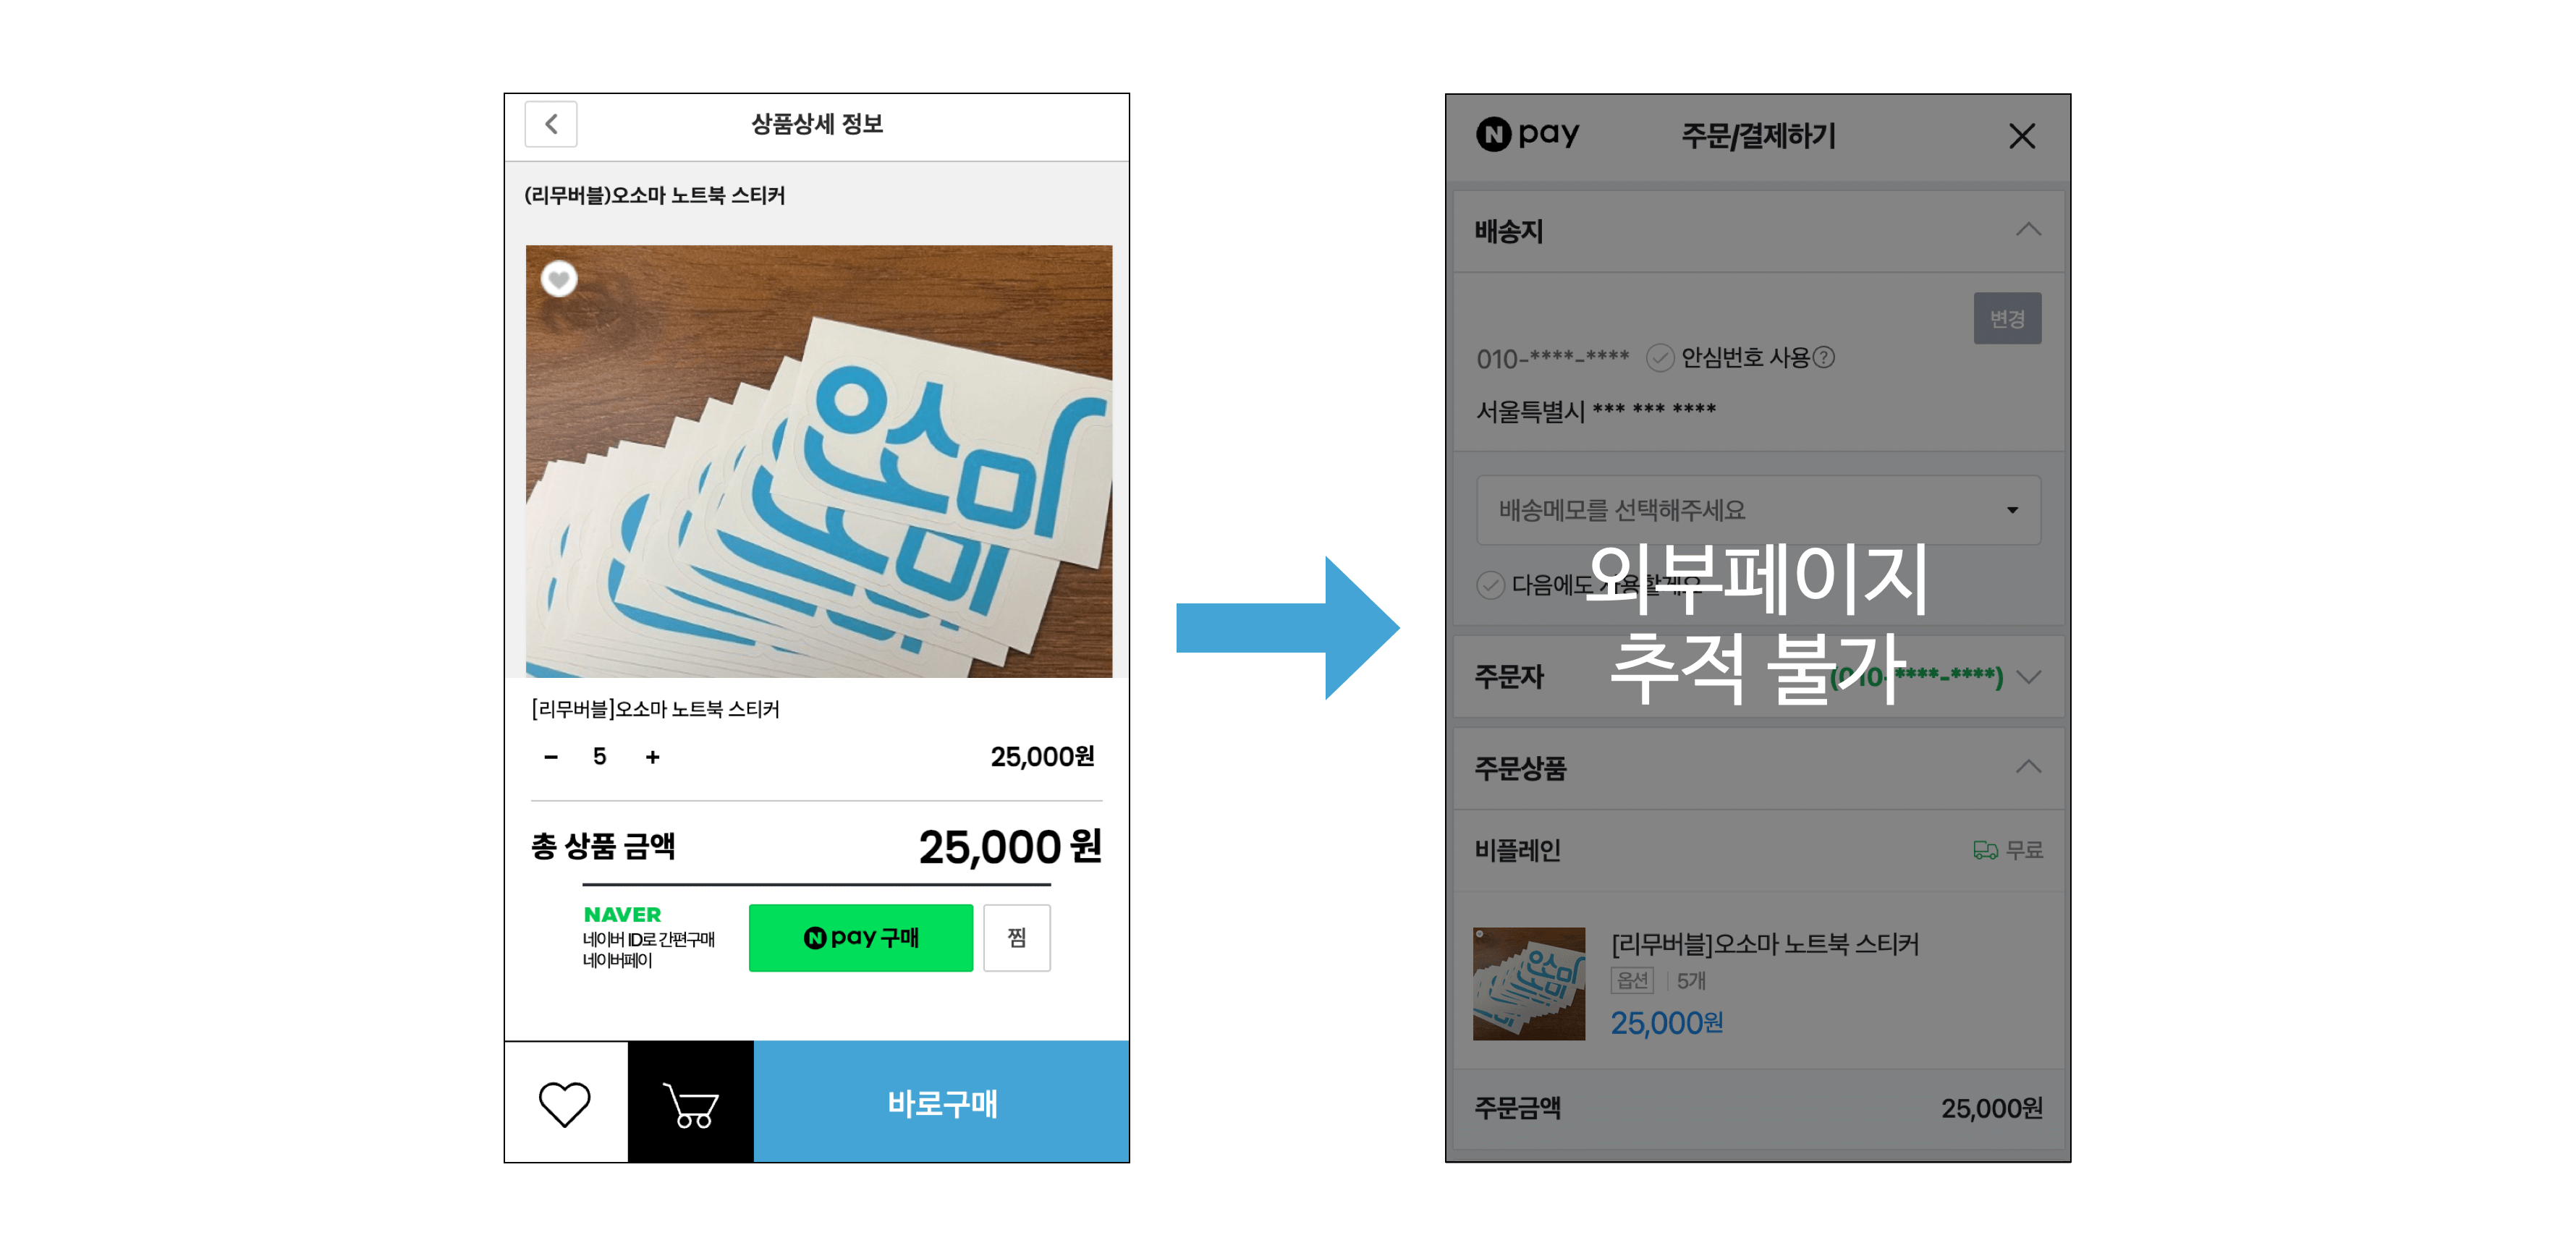 상품상세 정보
(리무버블)오소마 노트북 스티커
오소마
[리무버블]오소마 노트북 스티커
- 5 +
25,000원
총 상품 금액
25,000 원
NAVER
네이버 ID로 간편구매
네이버페이
N pay 구매
찜
바로구매
N pay
주문/결제하기
배송지
변경
010-****-****
안심번호 사용?
서울특별시 *** *** ****
배송메모를 선택해주세요
다음에도 사용할게요
외부페이지
추적 불가
주문자
(010-****-****)
주문상품
비플레인
무료
[리무버블]오소마 노트북 스티커
옵션 | 5개
25,000원
주문금액
25,000원